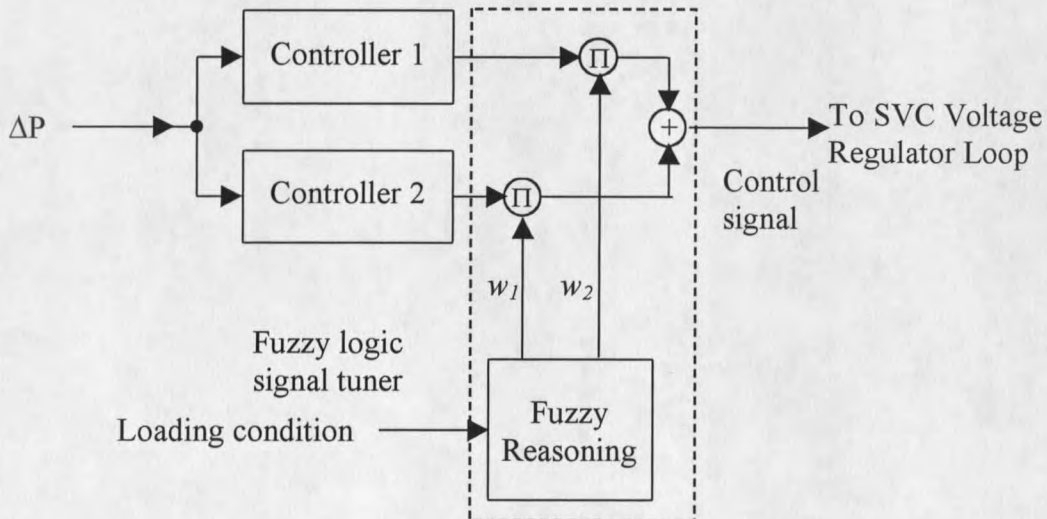 Controller 1
Π
ΔP
+
To SVC Voltage
Regulator Loop
Controller 2
Π
Control
signal
w1
w2
Fuzzy logic
signal tuner
Fuzzy
Reasoning
Loading condition